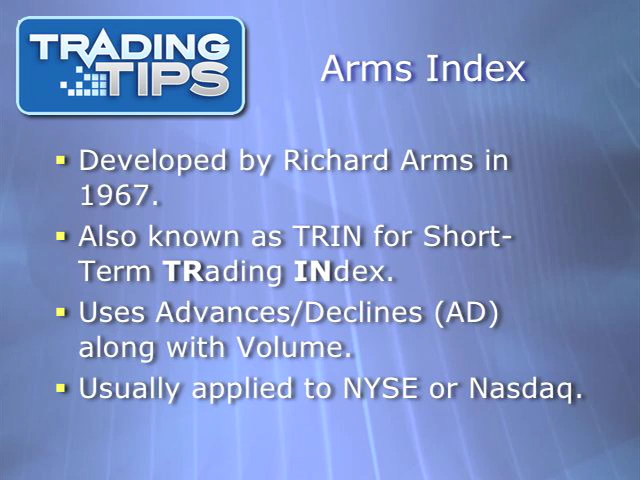 TRADING
TIPS
Arms Index
▪ Developed by Richard Arms in
1967.
▪ Also known as TRIN for Short-
Term TRading INdex.
▪ Uses Advances/Declines (AD)
along with Volume.
▪ Usually applied to NYSE or Nasdaq.